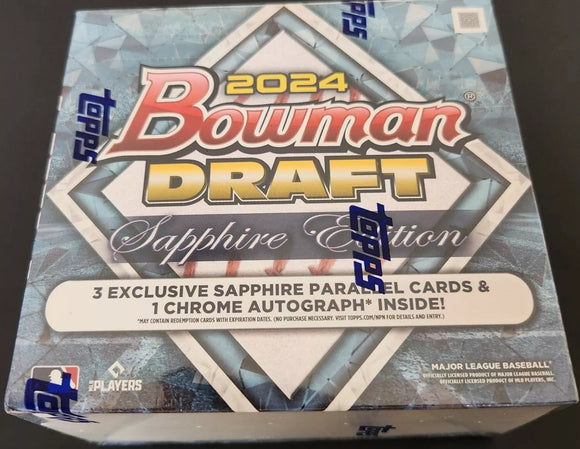 topps
2024
Bowman®
DRAFT
Sapphire Edition
topps
topps
3 EXCLUSIVE SAPPHIRE PARALLEL CARDS &
1 CHROME AUTOGRAPH* INSIDE!
*MAY CONTAIN REDEMPTION CARDS WITH EXPIRATION DATES. (NO PURCHASE NECESSARY. VISIT TOPPS.COM/NPN FOR DETAILS AND ENTRY.)
MLB PLAYERS
MAJOR LEAGUE BASEBALL®
OFFICIALLY LICENSED PRODUCT OF MAJOR LEAGUE BASEBALL.
OFFICIALLY LICENSED PRODUCT OF MLB PLAYERS, INC.